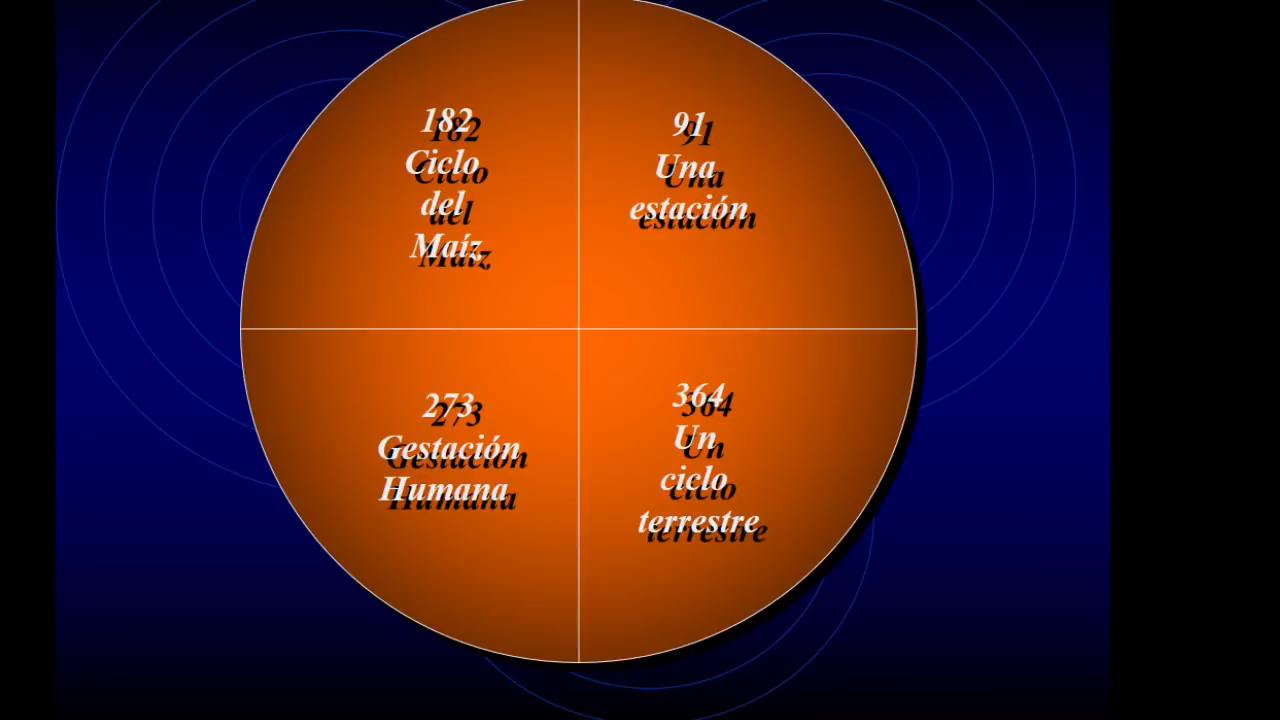 182
Ciclo
del
Maíz
91
Una
estación
273
Gestación
Humana
364
Un
ciclo
terrestre